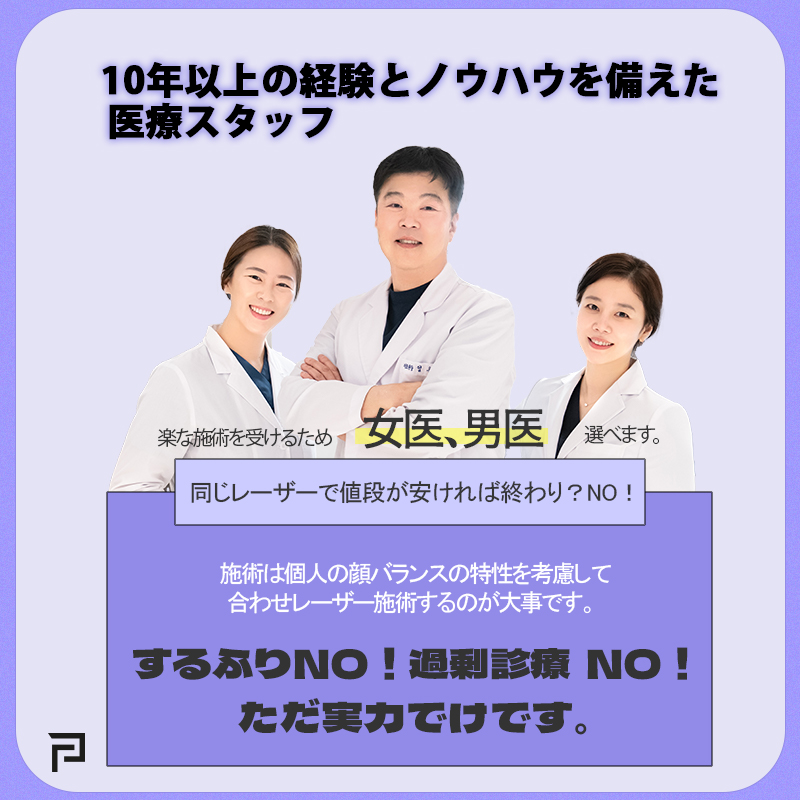 10年以上の経験とノウハウを備えた
医療スタッフ
楽な施術を受けるため 女医、男医 選べます。
同じレーザーで値段が安ければ終わり？NO！
施術は個人の顔バランスの特性を考慮して
合わせレーザー施術するのが大事です。
するふりNO！過剰診療 NO！
ただ実力でけです。